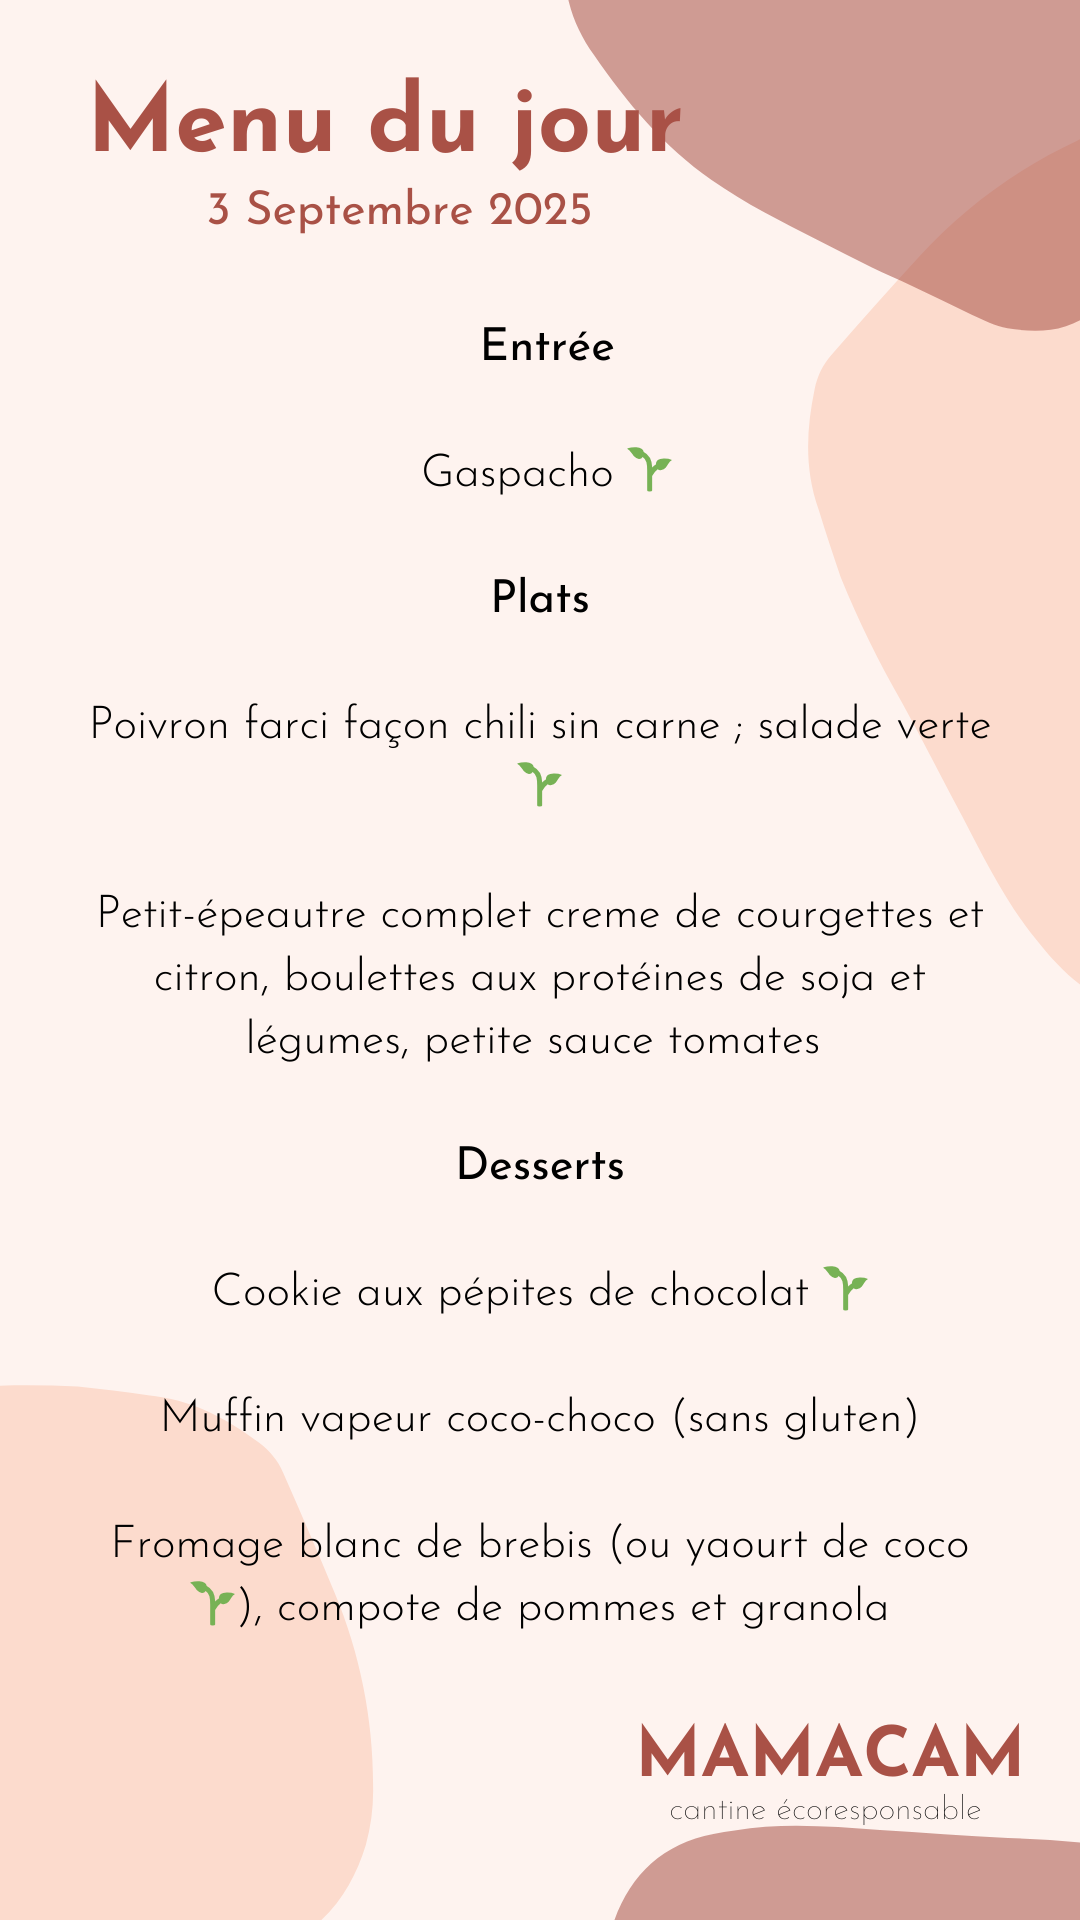 Menu du jour
3 Septembre 2025
Entrée
Gaspacho 🌱
Plats
Poivron farci façon chili sin carne ; salade verte
🌱
Petit-épeautre complet creme de courgettes et
citron, boulettes aux protéines de soja et
légumes, petite sauce tomates
Desserts
Cookie aux pépites de chocolat 🌱
Muffin vapeur coco-choco (sans gluten)
Fromage blanc de brebis (ou yaourt de coco
🌱), compote de pommes et granola
MAMACAM
cantine écoresponsable